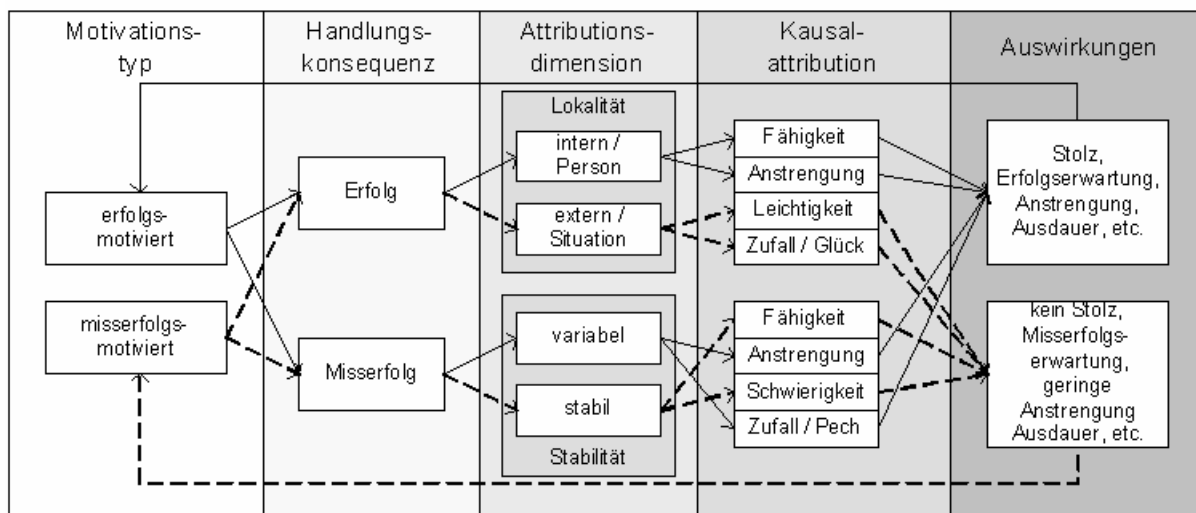 Motivations-
typ
Handlungs-
konsequenz
Attributions-
dimension
Kausal-
attribution
Auswirkungen
erfolgs-
motiviert
misserfolgs-
motiviert
Erfolg
Misserfolg
Lokalität
intern /
Person
extern /
Situation
variabel
stabil
Stabilität
Fähigkeit
Anstrengung
Leichtigkeit
Zufall / Glück
Fähigkeit
Anstrengung
Schwierigkeit
Zufall / Pech
Stolz,
Erfolgserwartung,
Anstrengung,
Ausdauer, etc.
kein Stolz,
Misserfolgs-
erwartung,
geringe
Anstrengung
Ausdauer, etc.